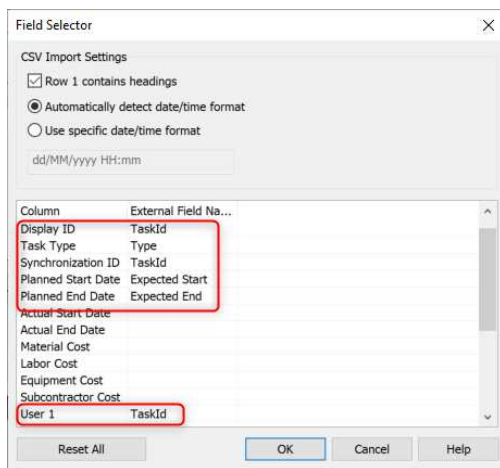 Field Selector
CSV Import Settings
Row 1 contains headings
Automatically detect date/time format
Use specific date/time format
dd/MM/yyyy HH:mm
Column External Field Na...
Display ID TaskId
Task Type Type
Synchronization ID TaskId
Planned Start Date Expected Start
Planned End Date Expected End
Actual Start Date
Actual End Date
Material Cost
Labor Cost
Equipment Cost
Subcontractor Cost
User 1 TaskId
Reset All OK Cancel Help